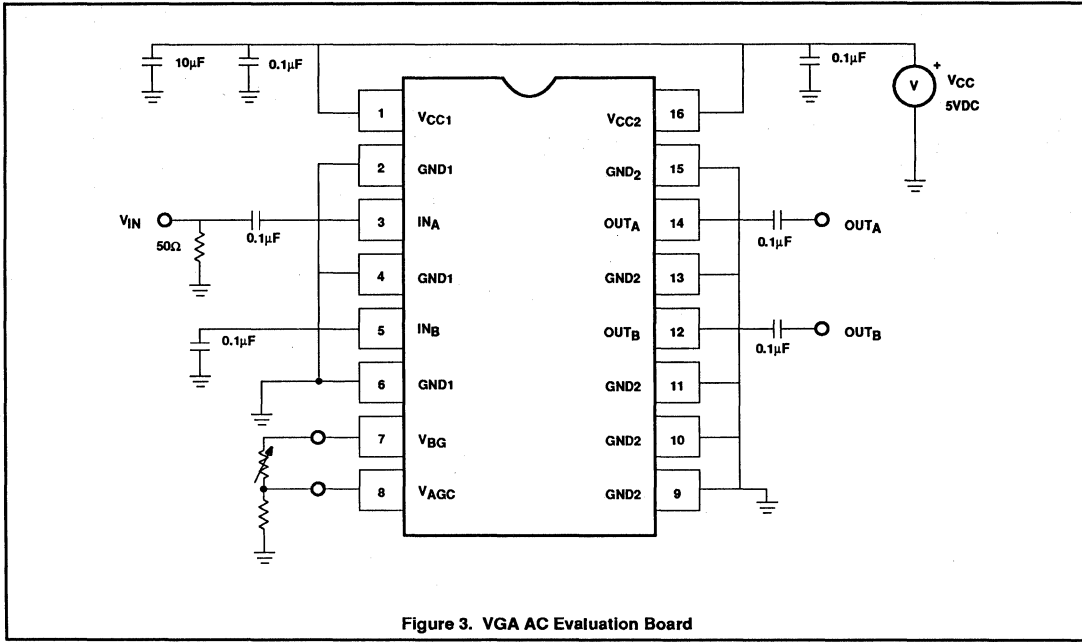 10μF
0.1μF
0.1μF
V
+
VCC
5VDC
1
VCC1
VCC2
16
2
GND1
GND2
15
VIN
50Ω
0.1μF
3
INA
OUTA
14
0.1μF
OUTA
4
GND1
GND2
13
0.1μF
5
INB
OUTB
12
0.1μF
OUTB
6
GND1
GND2
11
7
VBG
GND2
10
8
VAGC
GND2
9
Figure 3. VGA AC Evaluation Board